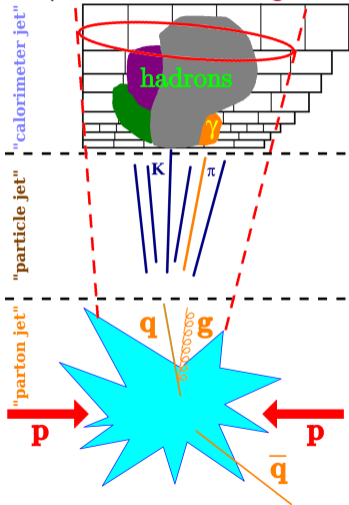 "calorimeter jet"
hadrons
γ
"particle jet"
K
π
"parton jet"
q
g
p
p
q̅